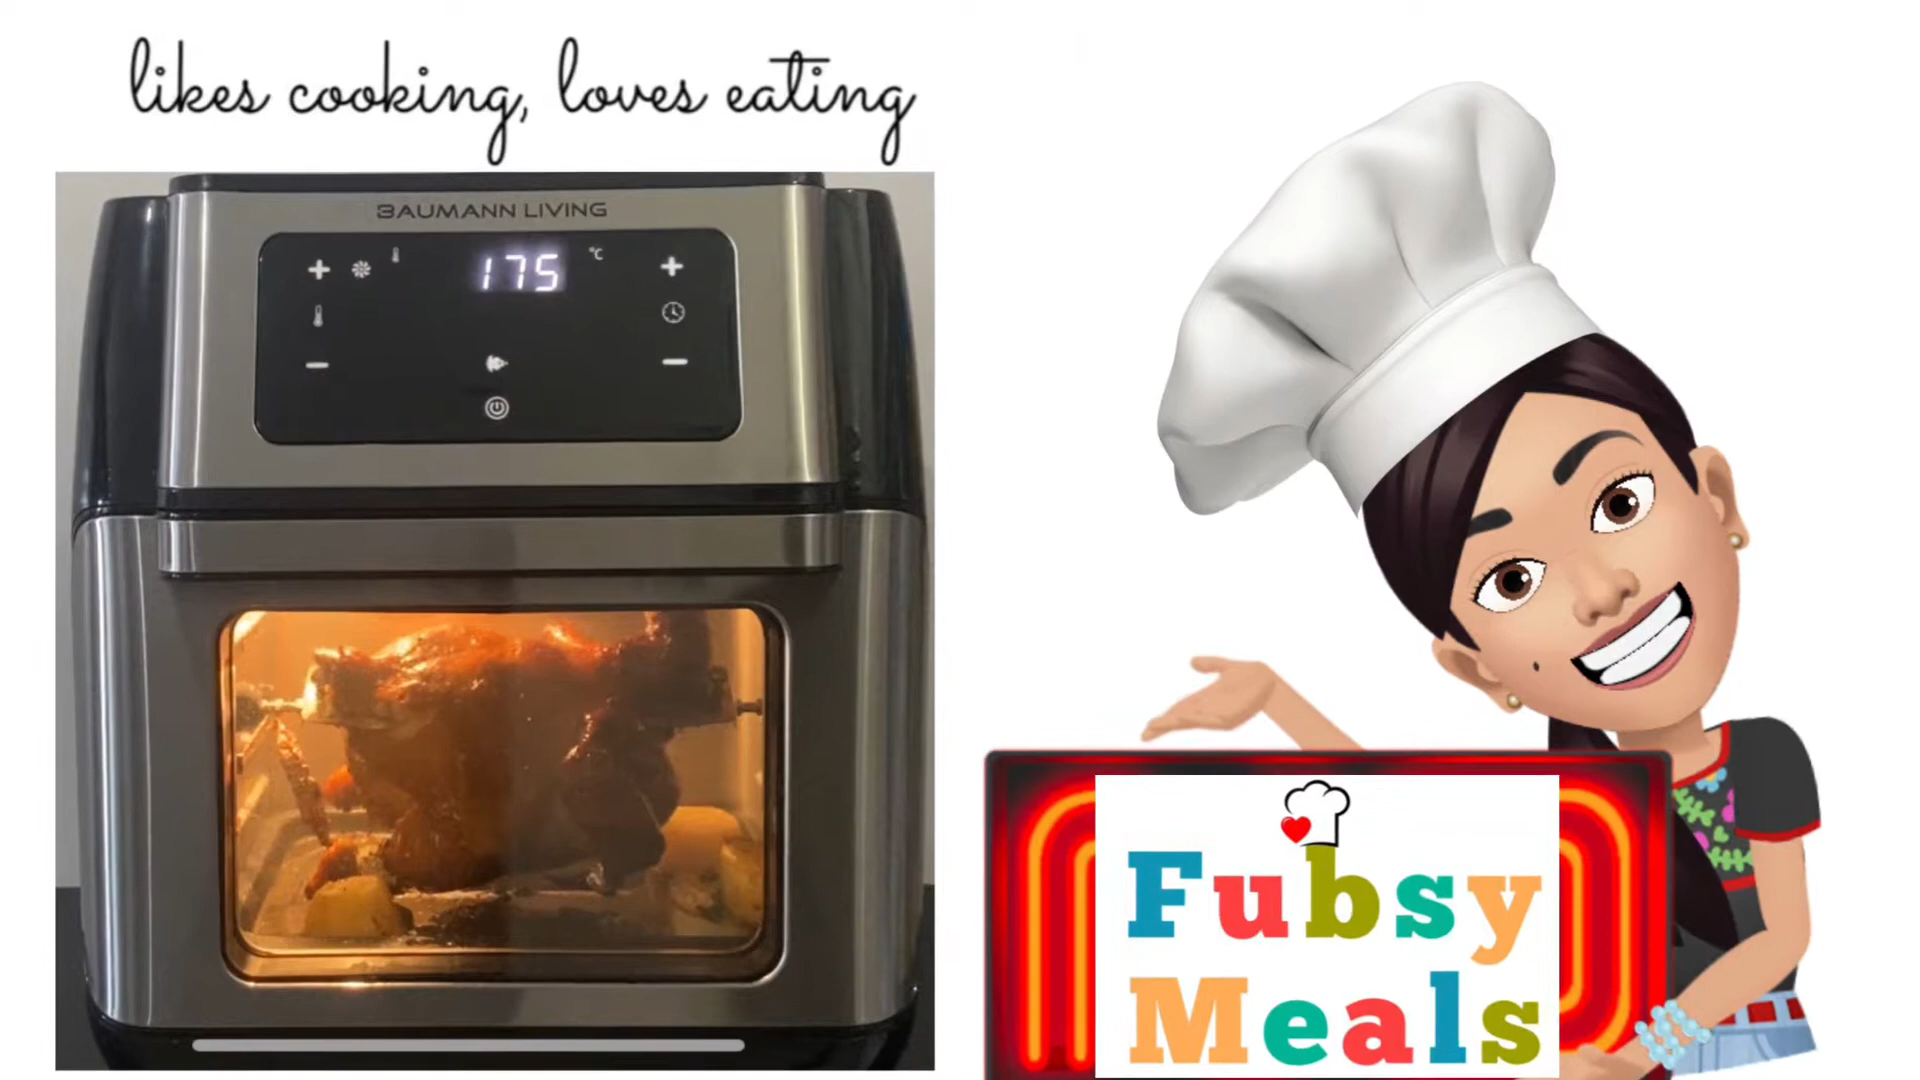 likes cooking, loves eating
BAUMANN LIVING
175 °C
Fubsy
Meals